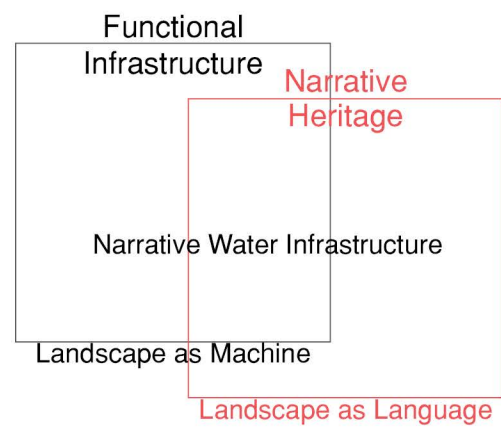 Functional
Infrastructure
Narrative
Heritage
Narrative Water Infrastructure
Landscape as Machine
Landscape as Language